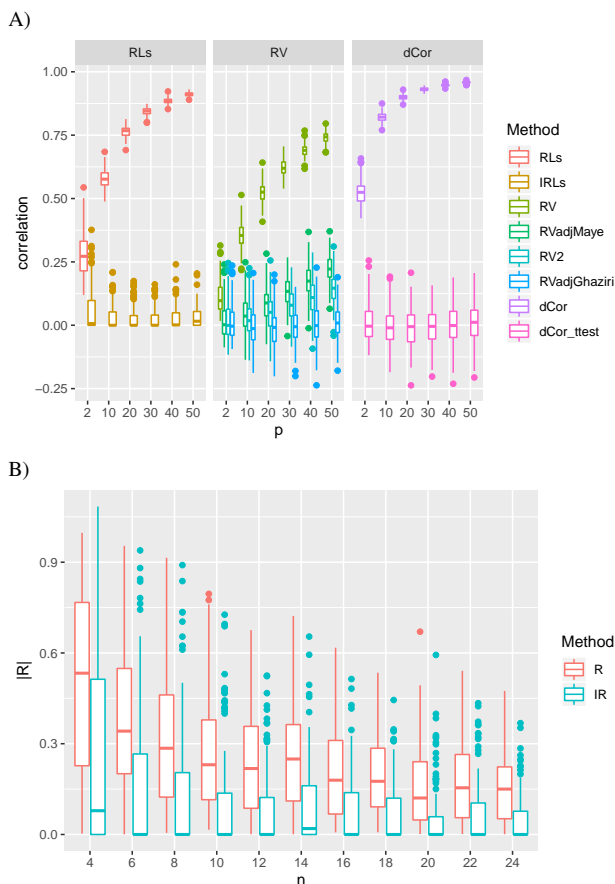 A)
RLs RV dCor
1.00
0.75
0.50
0.25
0.00
−0.25
correlation
2 10 20 30 40 50 2 10 20 30 40 50 2 10 20 30 40 50
p
Method
RLs
IRLs
RV
RVadjMaye
RV2
RVadjGhaziri
dCor
dCor_ttest
B)
0.9
0.6
0.3
0.0
|R|
4 6 8 10 12 14 16 18 20 22 24
n
Method
R
IR